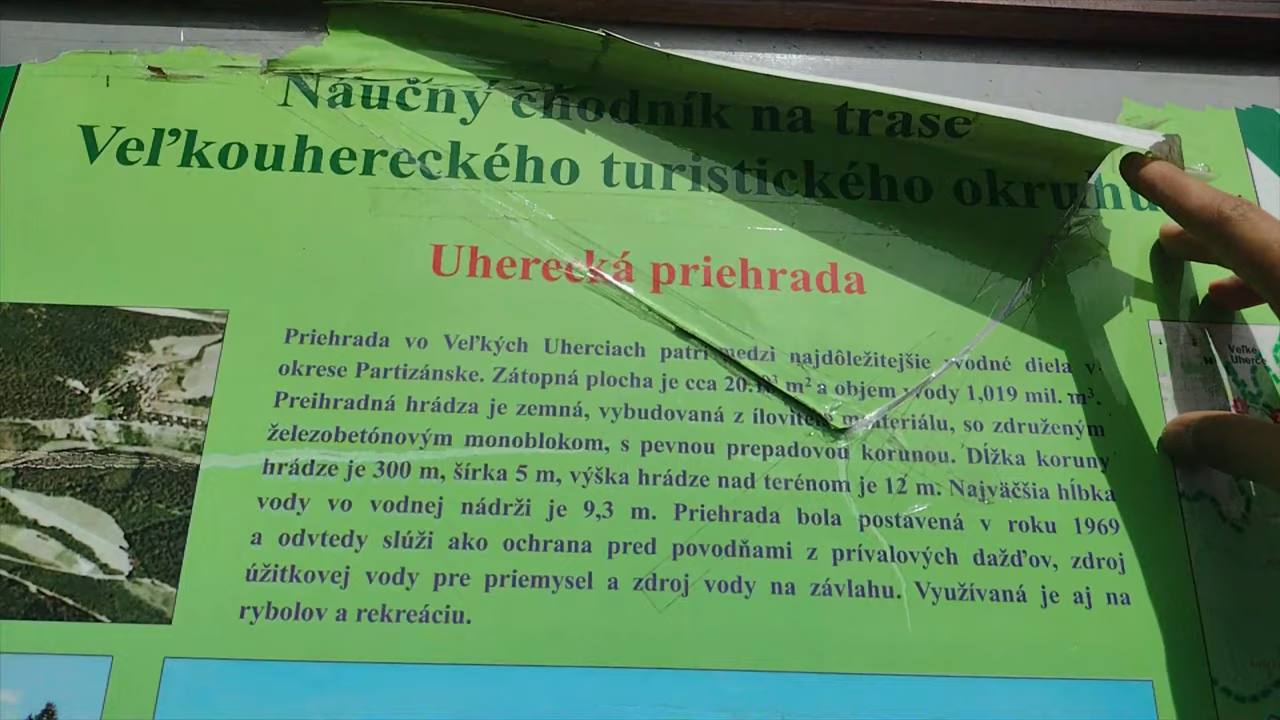 Náučný chodník na trase
Veľkouhereckého turistického okruhu
Uherecká priehrada
Priehrada vo Veľkých Uherciach patrí medzi najdôležitejšie vodné diela v
okrese Partizánske. Zátopná plocha je cca m² a objem vody 1,019 mil. m³.
Preihradná hrádza je zemná, vybudovaná z materiálu, so združeným
železobetónovým monoblokom, s pevnou prepadovou korunou. Dĺžka koruny
hrádze je 300 m, šírka 5 m, výška hrádze nad terénom je 12 m. Najväčšia hĺbka
vody vo vodnej nádrži je 9,3 m. Priehrada bola postavená v roku 1969
a odvtedy slúži ako ochrana pred povodňami z prívalových dažďov, zdroj
úžitkovej vody pre priemysel a zdroj vody na závlahu. Využívaná je aj na
rybolov a rekreáciu.
Veľké
Uherce